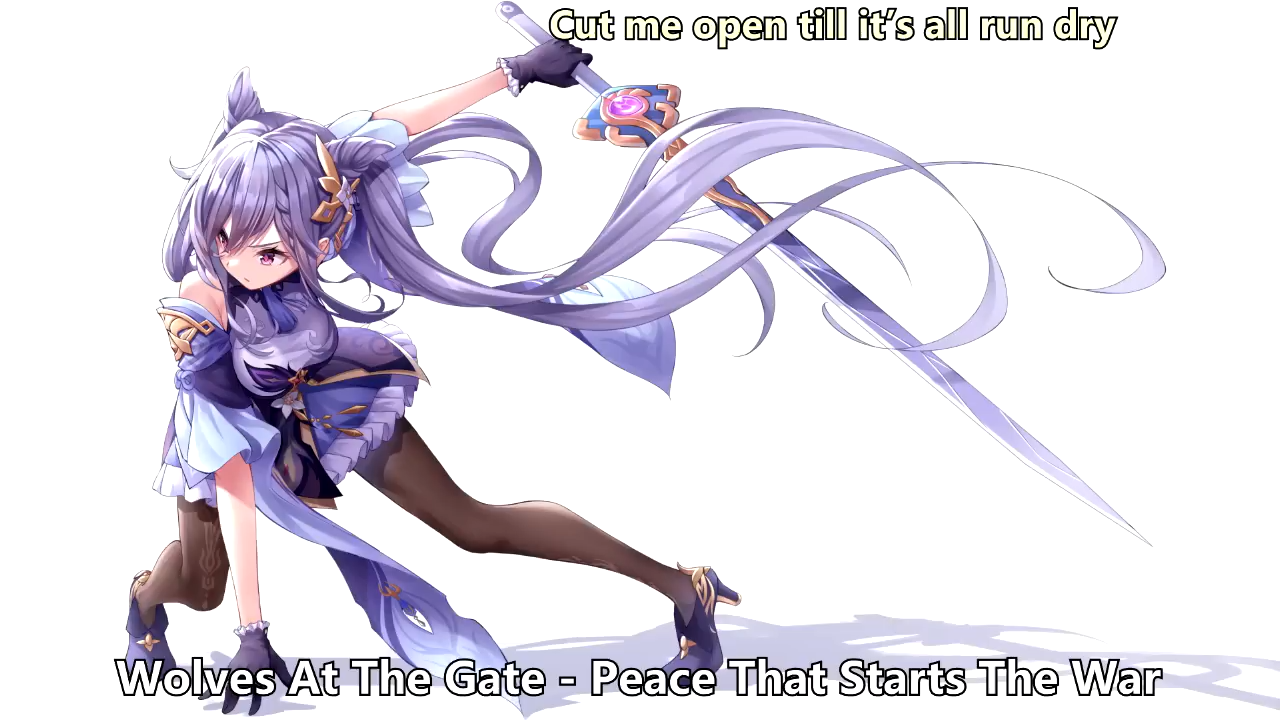 Cut me open till it’s all run dry
Wolves At The Gate - Peace That Starts The War